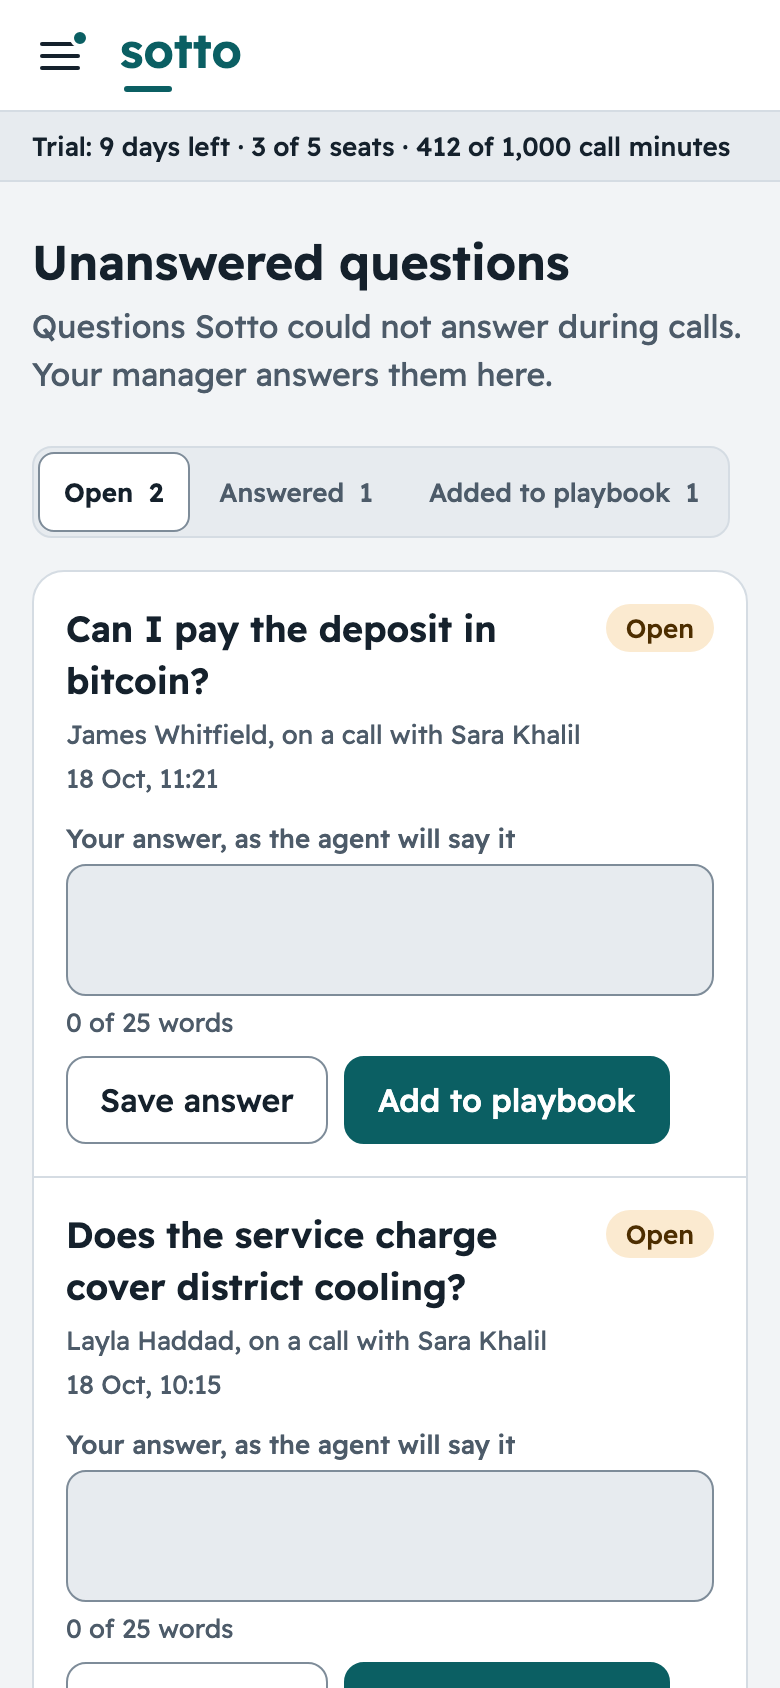 sotto
Trial: 9 days left · 3 of 5 seats · 412 of 1,000 call minutes
Unanswered questions
Questions Sotto could not answer during calls.
Your manager answers them here.
Open 2 Answered 1 Added to playbook 1
Can I pay the deposit in Open
bitcoin?
James Whitfield, on a call with Sara Khalil
18 Oct, 11:21
Your answer, as the agent will say it
0 of 25 words
Save answer Add to playbook
Does the service charge Open
cover district cooling?
Layla Haddad, on a call with Sara Khalil
18 Oct, 10:15
Your answer, as the agent will say it
0 of 25 words